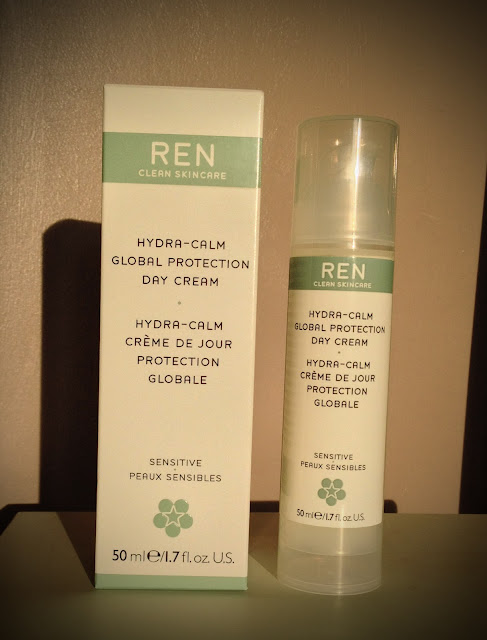 REN
CLEAN SKINCARE
HYDRA-CALM
GLOBAL PROTECTION
DAY CREAM
HYDRA-CALM
CRÈME DE JOUR
PROTECTION
GLOBALE
SENSITIVE
PEAUX SENSIBLES
50 ml℮/1.7 fl. oz. U.S.
REN
CLEAN SKINCARE
HYDRA-CALM
GLOBAL PROTECTION
DAY CREAM
HYDRA-CALM
CRÈME DE JOUR
PROTECTION
GLOBALE
SENSITIVE
PEAUX SENSIBLES
50 ml℮/1.7 fl. oz. U.S.